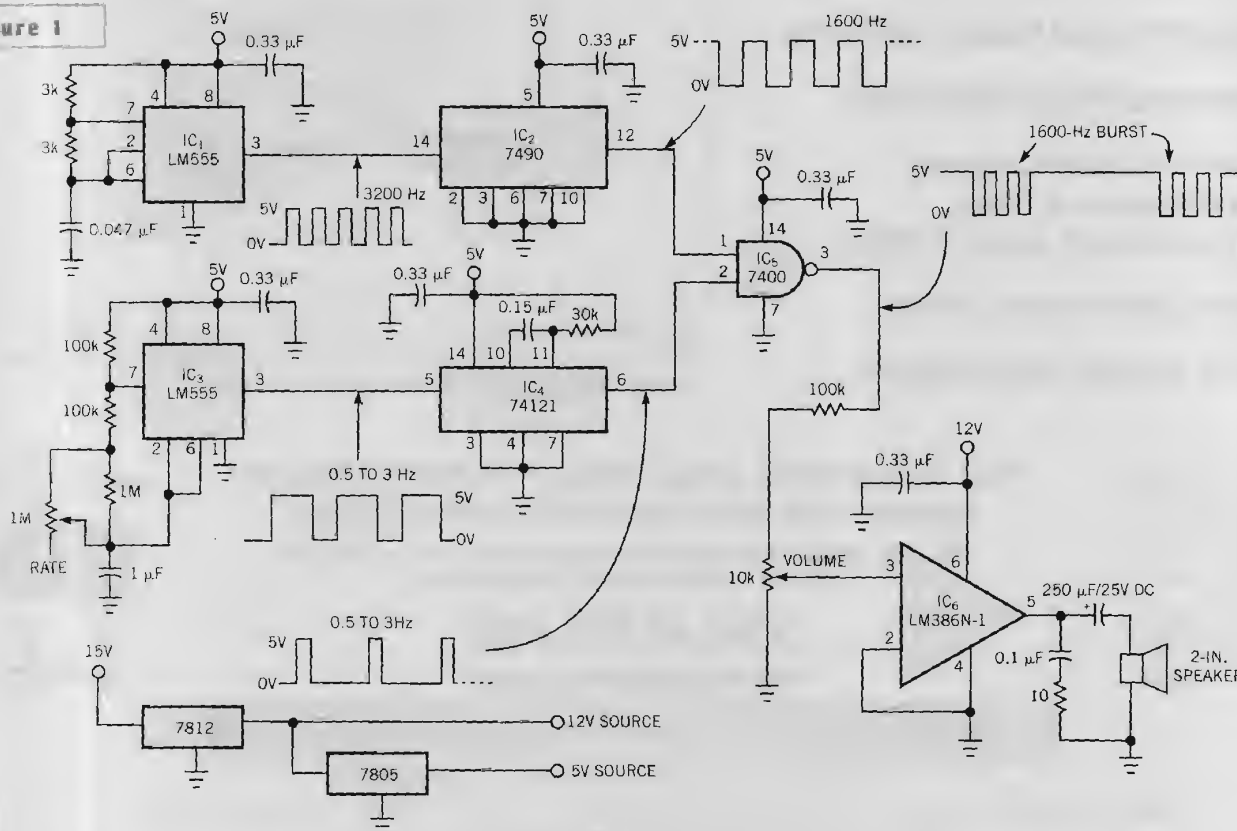 ure 1
5V
0.33 µF
3k
3k
4
8
7
2
6
IC1
LM555
3
1
0.047 µF
3200 Hz
5V
0V
5V
0.33 µF
5
14
IC2
7490
12
2
3
6
7
10
1600 Hz
5V
0V
5V
0.33 µF
100k
100k
4
8
7
IC3
LM555
3
2
6
1
1M
1M
RATE
1 µF
0.5 TO 3 Hz
5V
0V
0.33 µF
5V
0.15 µF
30k
14
10
11
5
IC4
74121
6
3
4
7
0.5 TO 3Hz
5V
0V
5V
0.33 µF
14
1
2
IC5
7400
3
7
1600-HZ BURST
5V
0V
100k
10k
VOLUME
12V
0.33 µF
3
6
IC6
LM386N-1
2
4
5
250 µF/25V DC
+
0.1 µF
10
2-IN.
SPEAKER
15V
7812
12V SOURCE
7805
5V SOURCE